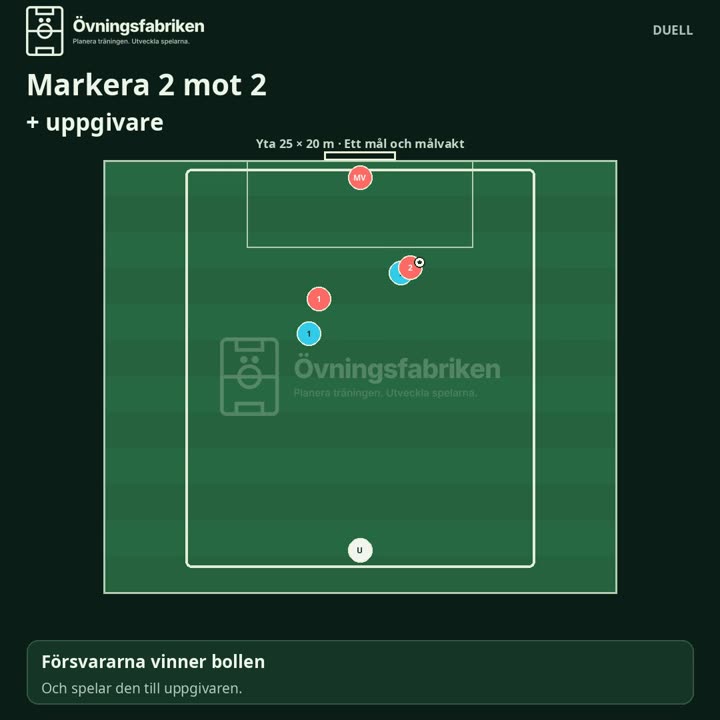 Övningsfabriken
Planera träningen. Utveckla spelarna.
DUELL
Markera 2 mot 2
+ uppgivare
Yta 25 × 20 m · Ett mål och målvakt
MV
2
1
1
Övningsfabriken
Planera träningen. Utveckla spelarna.
U
Försvararna vinner bollen
Och spelar den till uppgivaren.